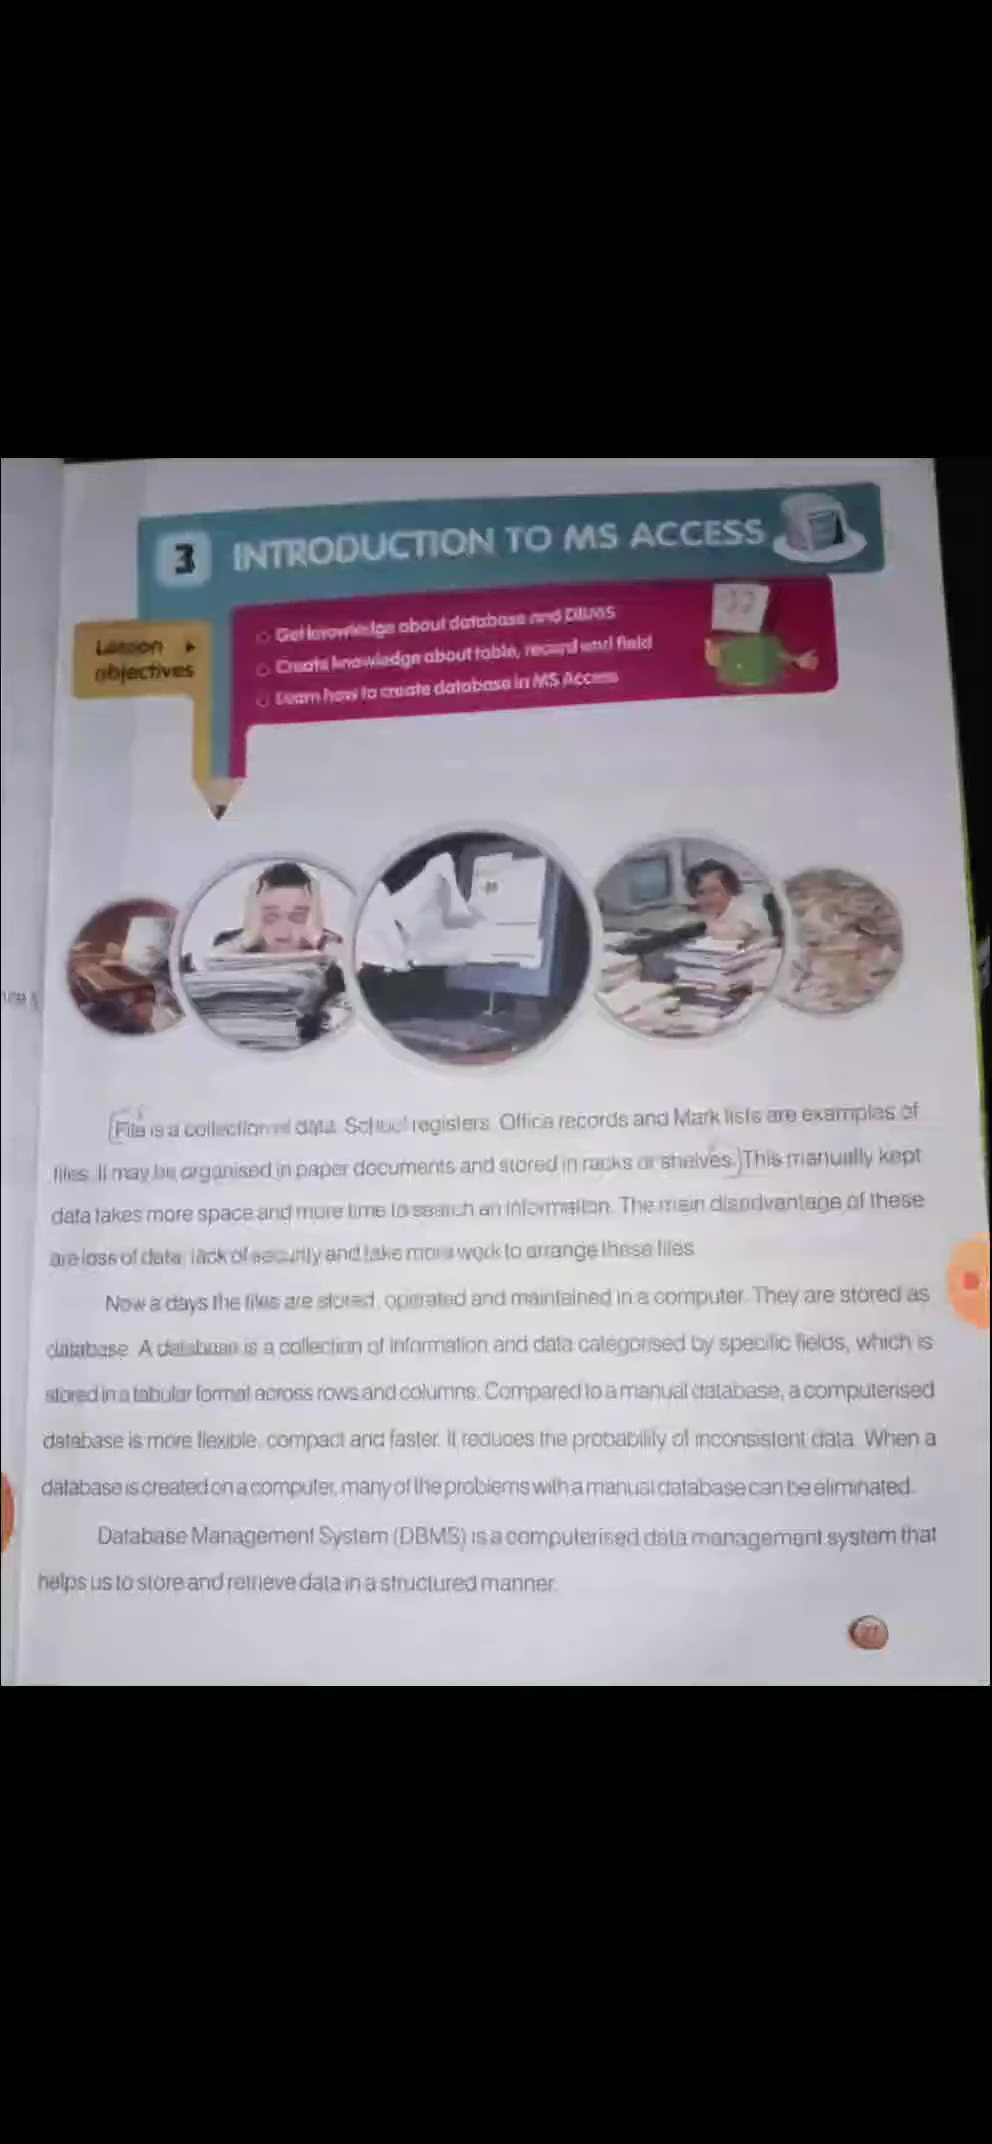 3 INTRODUCTION TO MS ACCESS
Lesson
objectives
Get knowledge about database and DBMS
Create knowledge about table, record and field
Learn how to create database in MS Access
File is a collection of data. School registers, Office records and Mark lists are examples of
files. It may be organised in paper documents and stored in racks or shelves. This manually kept
data takes more space and more time to search an information. The main disadvantage of these
are loss of data, lack of security and take more work to arrange these files.
Now a days the files are stored, operated and maintained in a computer. They are stored as
database. A database is a collection of information and data categorised by specific fields, which is
stored in a tabular format across rows and columns. Compared to a manual database, a computerised
database is more flexible, compact and faster. It reduces the probability of inconsistent data. When a
database is created on a computer, many of the problems with a manual database can be eliminated.
Database Management System (DBMS) is a computerised data management system that
helps us to store and retrieve data in a structured manner.